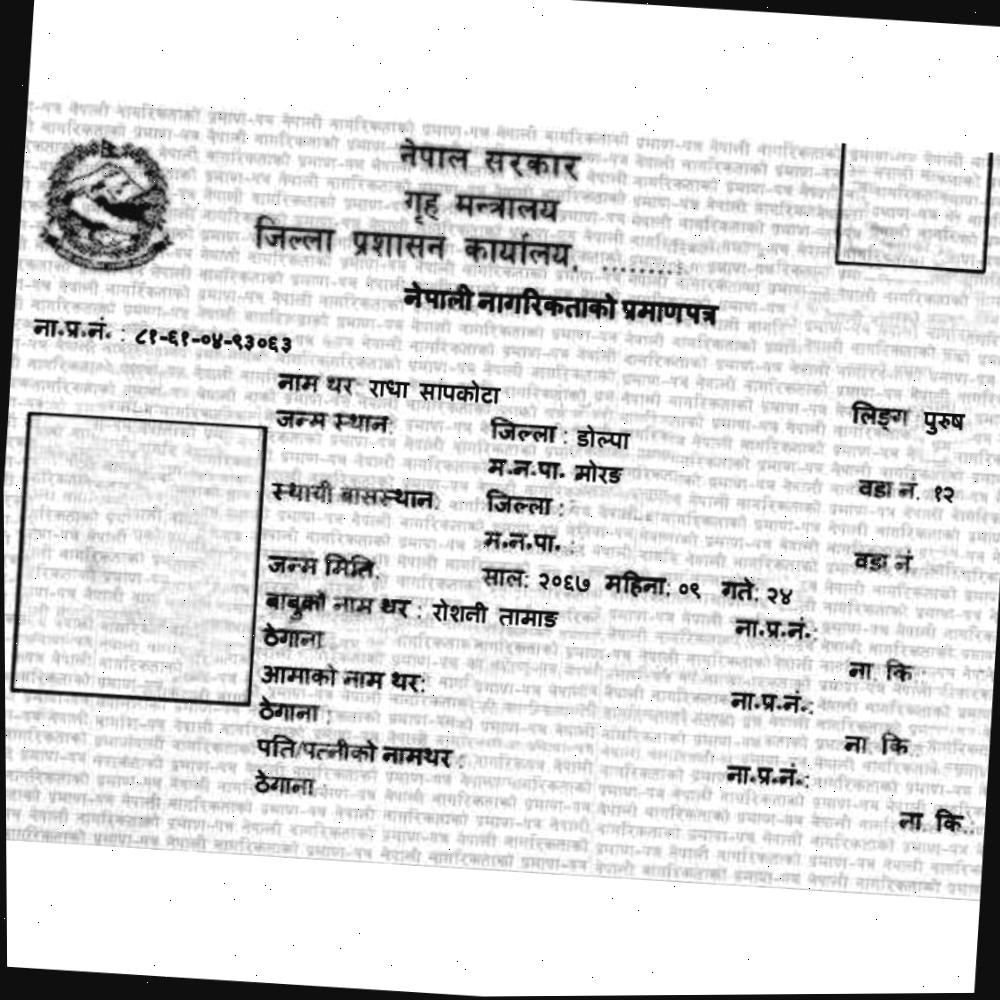 नेपाल सरकार
गृह मन्त्रालय
जिल्ला प्रशासन कार्यालय. .........
नेपाली नागरिकताको प्रमाणपत्र
ना.प्र.नं. : ८१-६१-०४-९३०६३
नाम थर: राधा सापकोटा लिङ्ग पुरुष
जन्म स्थान: जिल्ला : डोल्पा
म.न.पा. मोरङ वडा नं. १२
स्थायी बासस्थान: जिल्ला :
म.न.पा. : वडा नं.
जन्म मिति: साल: २०६७ महिना: ०९ गते: २४
बाबुको नाम थर : रोशनी तामाङ ना.प्र.नं.:
ठेगाना: ना. कि.:
आमाको नाम थर: ना.प्र.नं.:
ठेगाना : ना. कि.:
पति/पत्नीको नामथर : ना.प्र.नं.:
ठेगाना : ना. कि.: